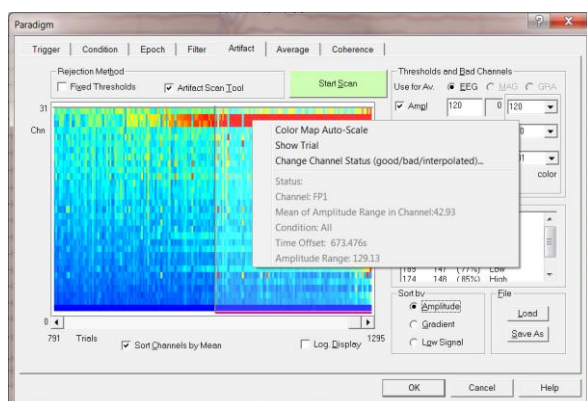 Paradigm
Trigger Condition Epoch Filter Artifact Average Coherence
Rejection Method
Fixed Thresholds Artifact Scan Tool
Start Scan
Thresholds and Bad Channels
Use for Av. EEG MAG GRA
Ampl 120 0 120
31
Chn
Color Map Auto-Scale
Show Trial
Change Channel Status (good/bad/interpolated)...
Status:
Channel: FP1
Mean of Amplitude Range in Channel:42.93
Condition: All
Time Offset: 673.476s
Amplitude Range: 129.13
color
169 147 (77%) Low
174 148 (85%) High
Sort by
Amplitude
Gradient
Low Signal
File
Load
Save As
0
791 Trials Sort Channels by Mean Log. Display 1295
OK Cancel Help